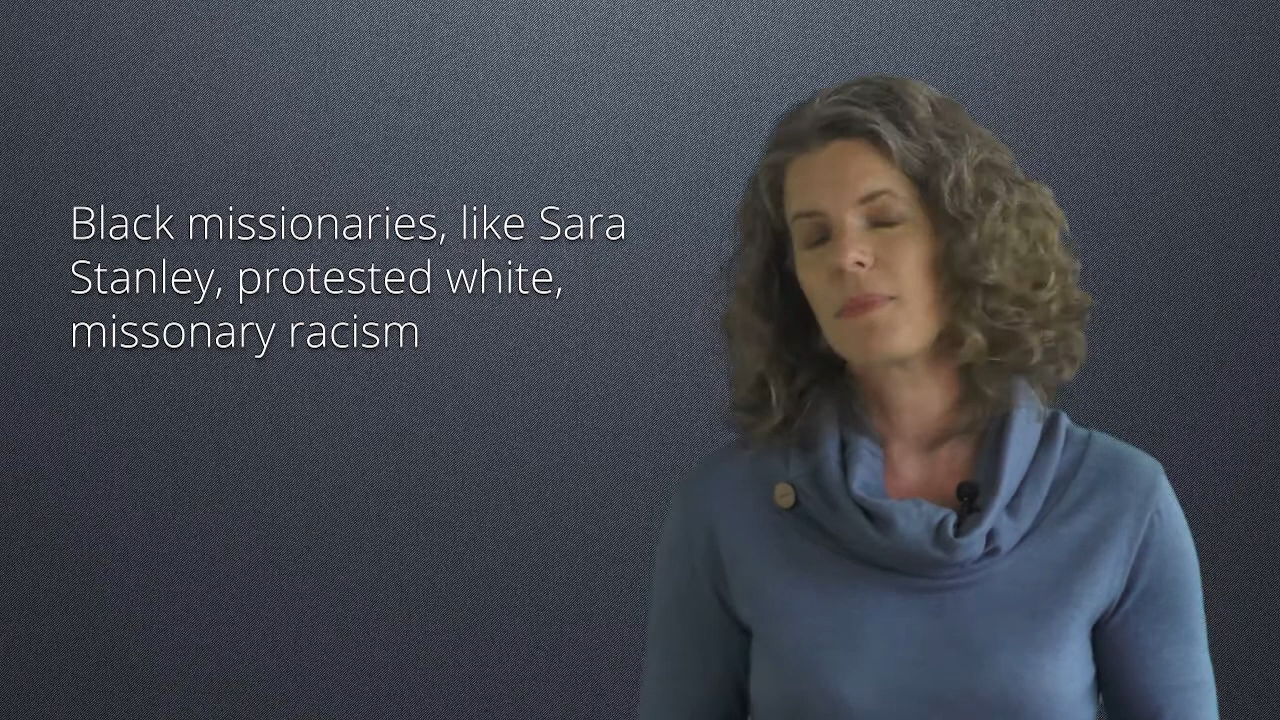 Black missionaries, like Sara
Stanley, protested white,
missonary racism